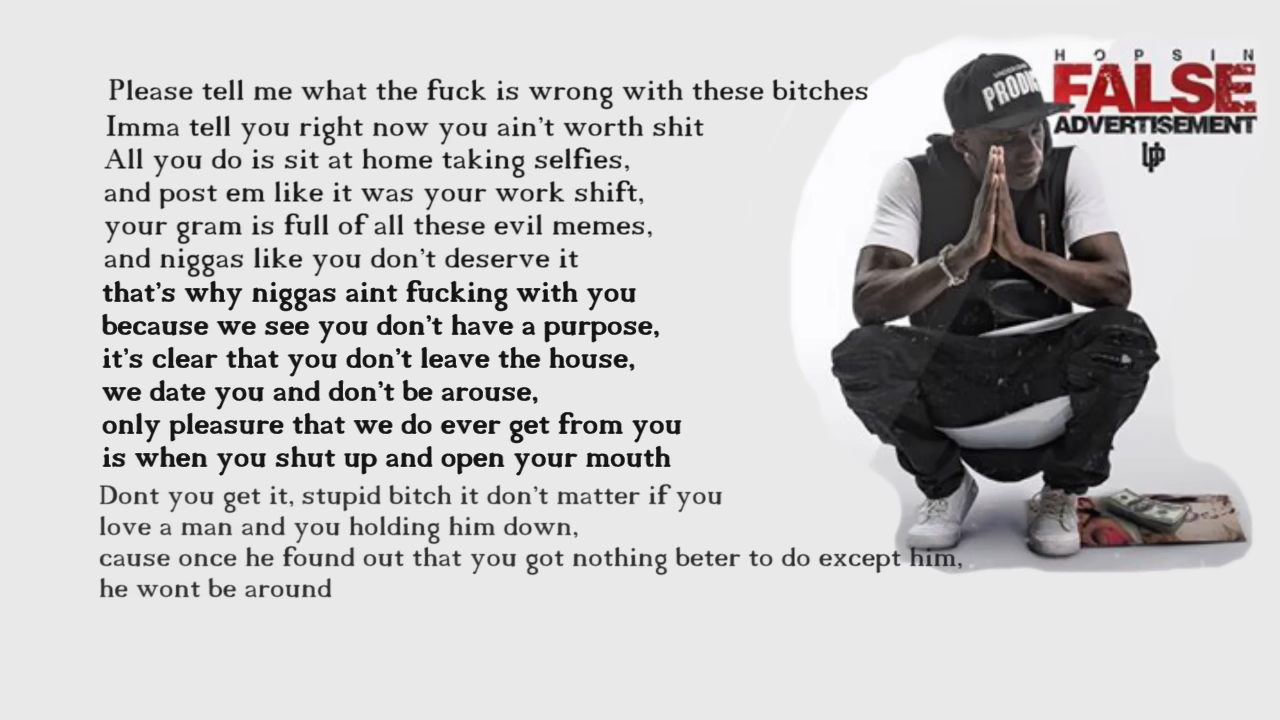 Please tell me what the fuck is wrong with these bitches
Imma tell you right now you ain't worth shit
All you do is sit at home taking selfies,
and post em like it was your work shift,
your gram is full of all these evil memes,
and niggas like you don't deserve it
that's why niggas aint fucking with you
because we see you don't have a purpose,
it's clear that you don't leave the house,
we date you and don't be arouse,
only pleasure that we do ever get from you
is when you shut up and open your mouth
Dont you get it, stupid bitch it don't matter if you
love a man and you holding him down,
cause once he found out that you got nothing beter to do except him,
he wont be around
HOPSIN
FALSE
ADVERTISEMENT